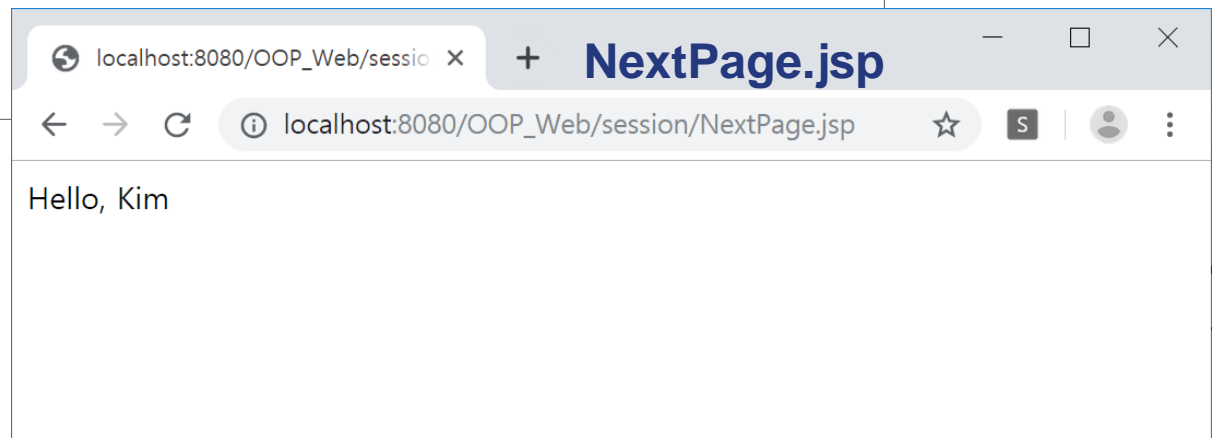 localhost:8080/OOP_Web/sessio
NextPage.jsp
localhost:8080/OOP_Web/session/NextPage.jsp
S
Hello, Kim